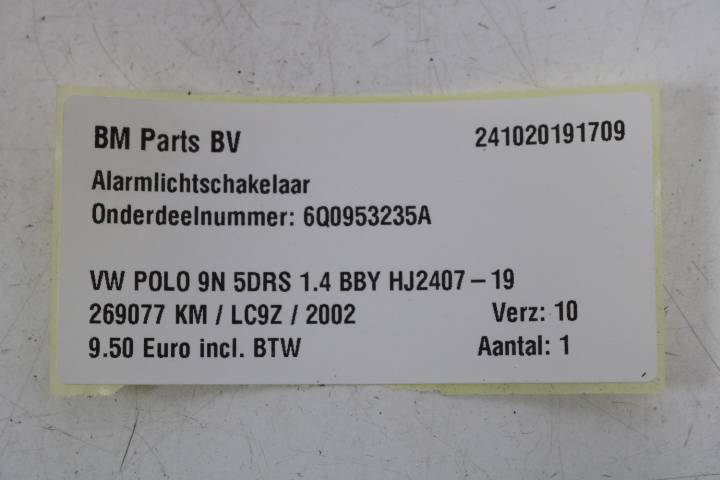 BM Parts BV 241020191709
Alarmlichtschakelaar
Onderdeelnummer: 6Q0953235A
VW POLO 9N 5DRS 1.4 BBY HJ2407-19
269077 KM / LC9Z / 2002 Verz: 10
9.50 Euro incl. BTW Aantal: 1